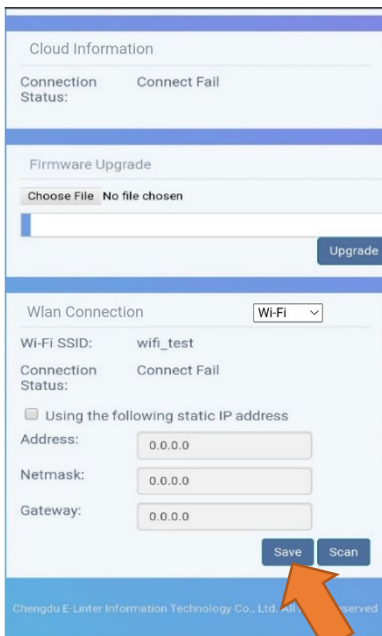 Cloud Information
Connection Status:
Connect Fail
Firmware Upgrade
Choose File No file chosen
Upgrade
Wlan Connection
Wi-Fi
Wi-Fi SSID:
wifi_test
Connection Status:
Connect Fail
Using the following static IP address
Address:
0.0.0.0
Netmask:
0.0.0.0
Gateway:
0.0.0.0
Save
Scan
Chengdu E-Linter Information Technology Co., Ltd. All